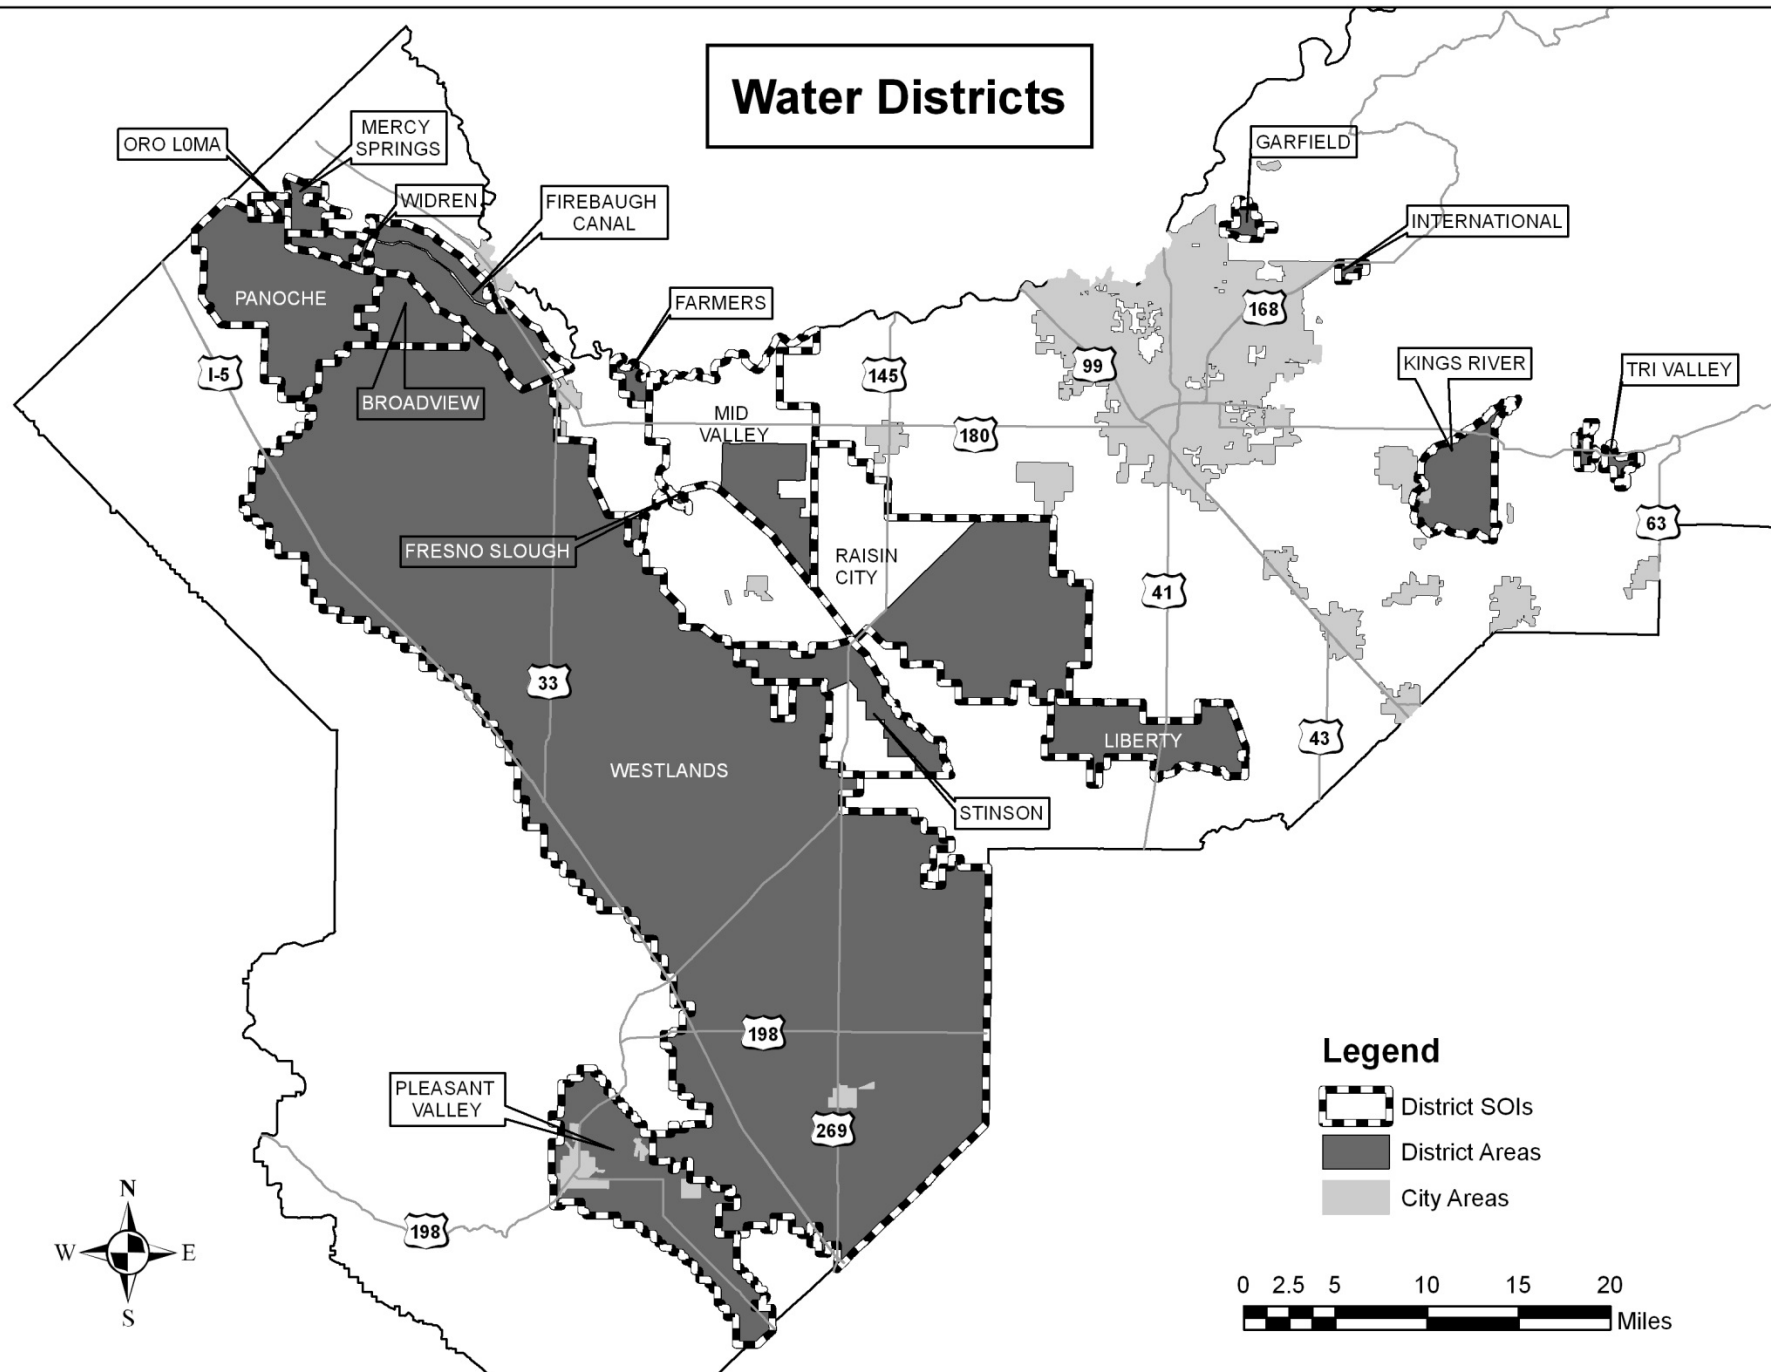 Water Districts
ORO L0MA
MERCY
SPRINGS
WIDREN
FIREBAUGH
CANAL
GARFIELD
INTERNATIONAL
PANOCHE
FARMERS
168
I-5
145
99
KINGS RIVER
TRI VALLEY
BROADVIEW
MID
VALLEY
180
63
FRESNO SLOUGH
RAISIN
CITY
41
33
WESTLANDS
LIBERTY
43
STINSON
198
PLEASANT
VALLEY
269
198
Legend
District SOIs
District Areas
City Areas
N
W E
S
0 2.5 5 10 15 20
Miles